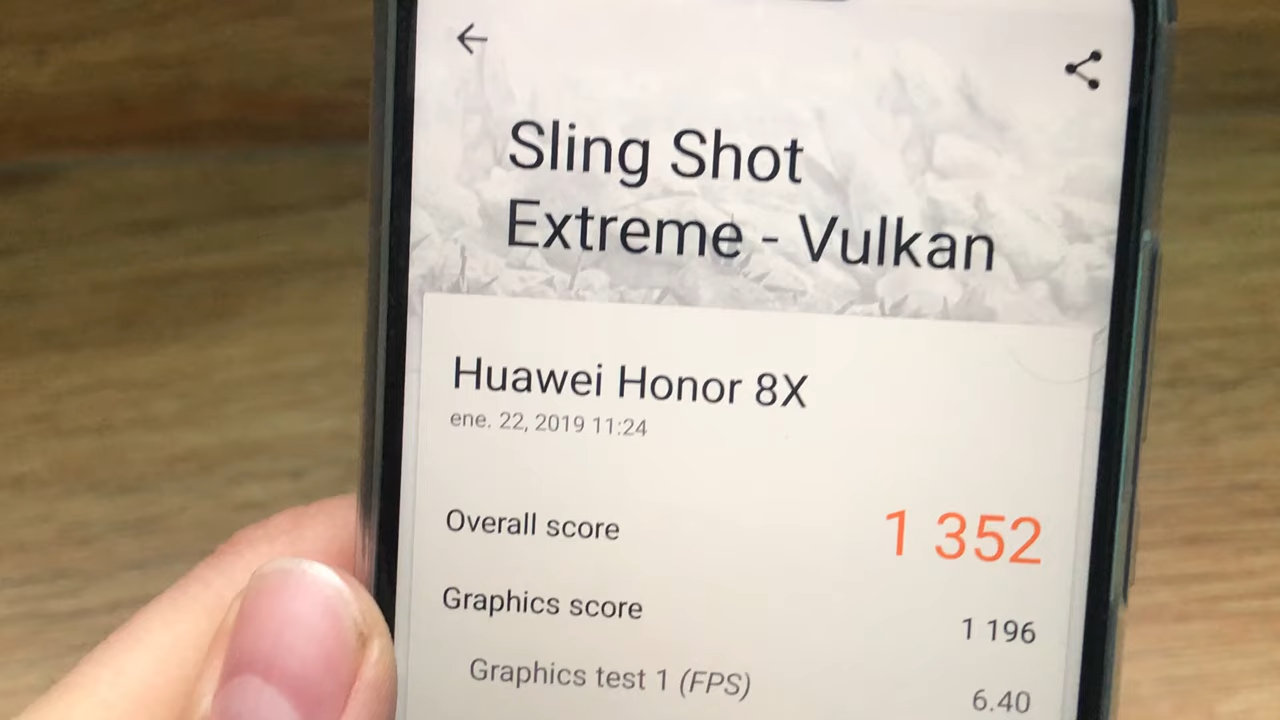 Sling Shot
Extreme - Vulkan
Huawei Honor 8X
ene. 22, 2019 11:24
Overall score 1 352
Graphics score 1 196
Graphics test 1 (FPS) 6.40